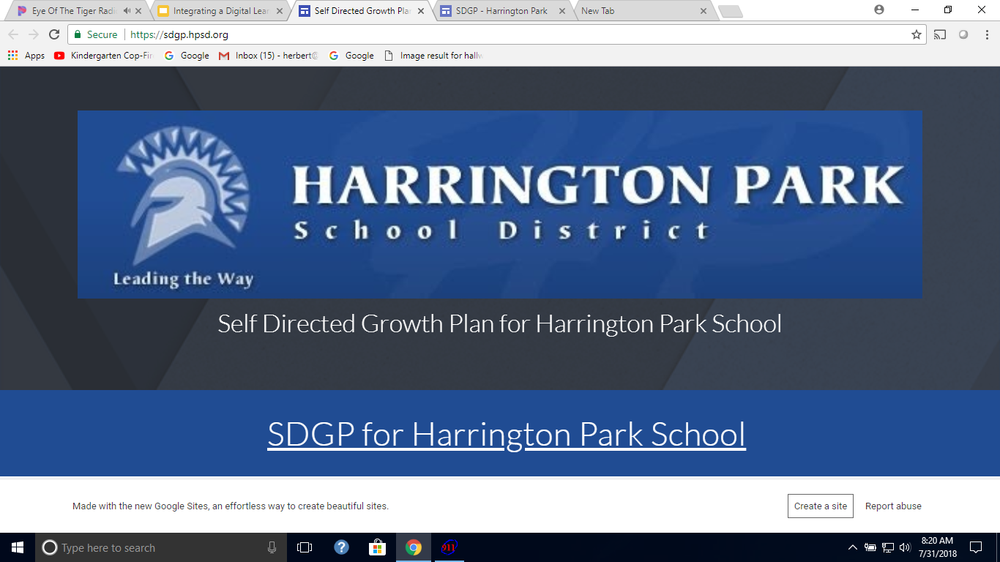 Eye Of The Tiger Radi
Integrating a Digital Lear
Self Directed Growth Plan
SDGP - Harrington Park
New Tab
Secure
https://sdgp.hpsd.org
Apps
Kindergarten Cop-Fir
Google
Inbox (15) - herbert@
Google
Image result for hallw
HARRINGTON PARK
School District
Leading the Way
Self Directed Growth Plan for Harrington Park School
SDGP for Harrington Park School
Made with the new Google Sites, an effortless way to create beautiful sites.
Create a site
Report abuse
Type here to search
?
911
8:20 AM
7/31/2018